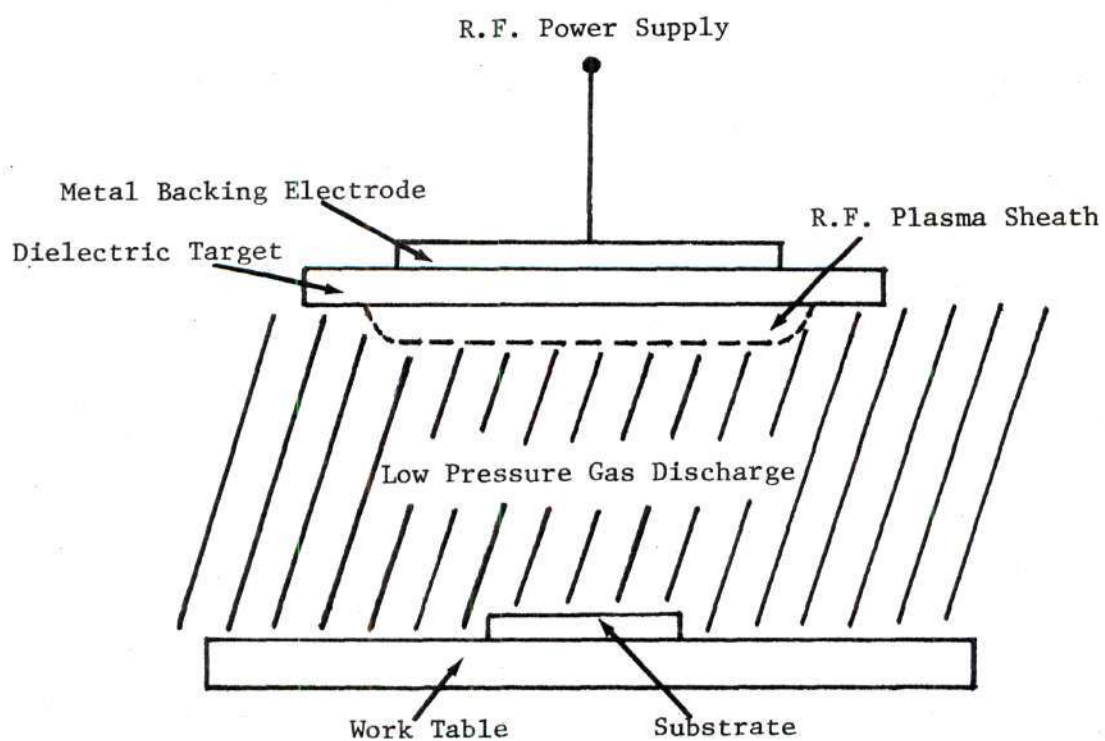 R.F. Power Supply
Metal Backing Electrode
R.F. Plasma Sheath
Dielectric Target
Low Pressure Gas Discharge
Work Table
Substrate